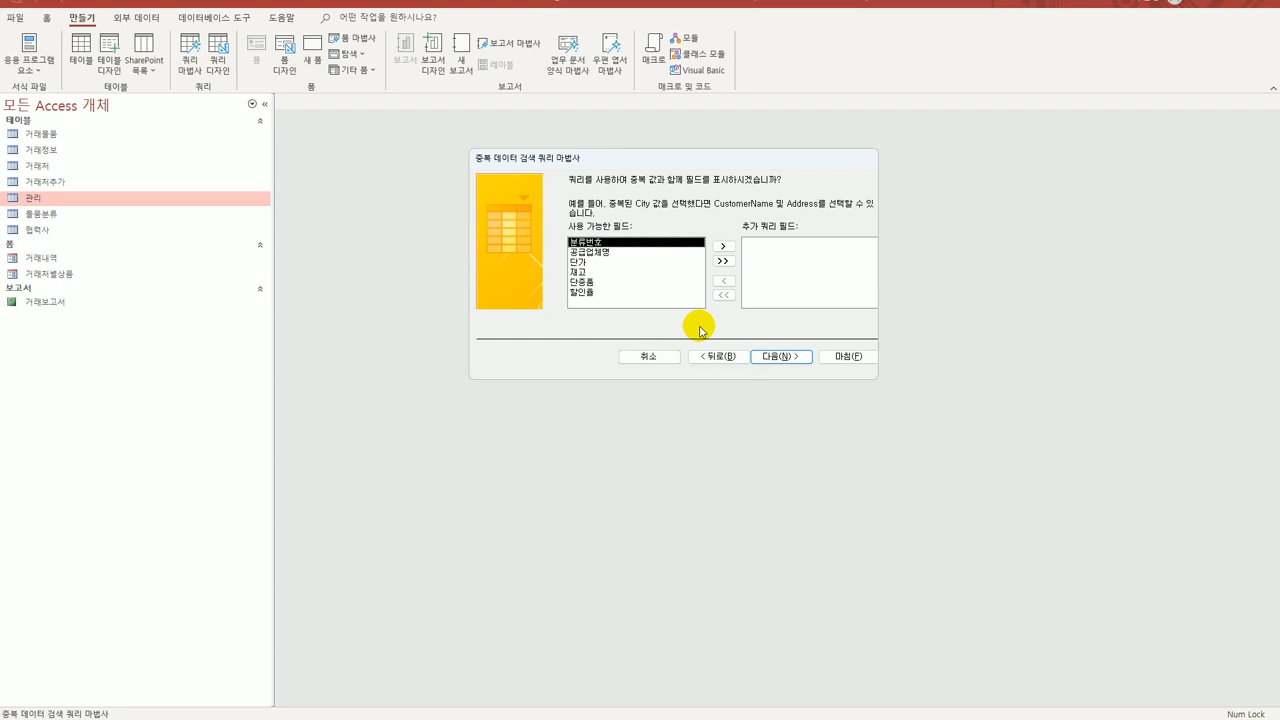 파일
홈
만들기
외부 데이터
데이터베이스 도구
도움말
어떤 작업을 원하시나요?
응용 프로그램
요소
테이블
테이블
디자인
SharePoint
목록
쿼리
마법사
쿼리
디자인
폼
폼
디자인
새 폼
폼 마법사
탐색
기타 폼
보고서
보고서
디자인
새
보고서
보고서 마법사
레이블
업무 문서
양식 마법사
우편 엽서
마법사
매크로
모듈
클래스 모듈
Visual Basic
서식 파일
테이블
쿼리
폼
보고서
매크로 및 코드
모든 Access 개체
테이블
거래물품
거래정보
거래처
거래처추가
관리
물품분류
협력사
폼
거래내역
거래처별상품
보고서
거래보고서
중복 데이터 검색 쿼리 마법사
쿼리를 사용하여 중복 값과 함께 필드를 표시하시겠습니까?
예를 들어, 중복된 City 값을 선택했다면 CustomerName 및 Address를 선택할 수 있
습니다.
사용 가능한 필드:
추가 쿼리 필드:
분류번호
공급업체명
단가
재고
단종품
할인율
>
>>
<
<<
취소
< 뒤로(B)
다음(N) >
마침(F)
중복 데이터 검색 쿼리 마법사
Num Lock